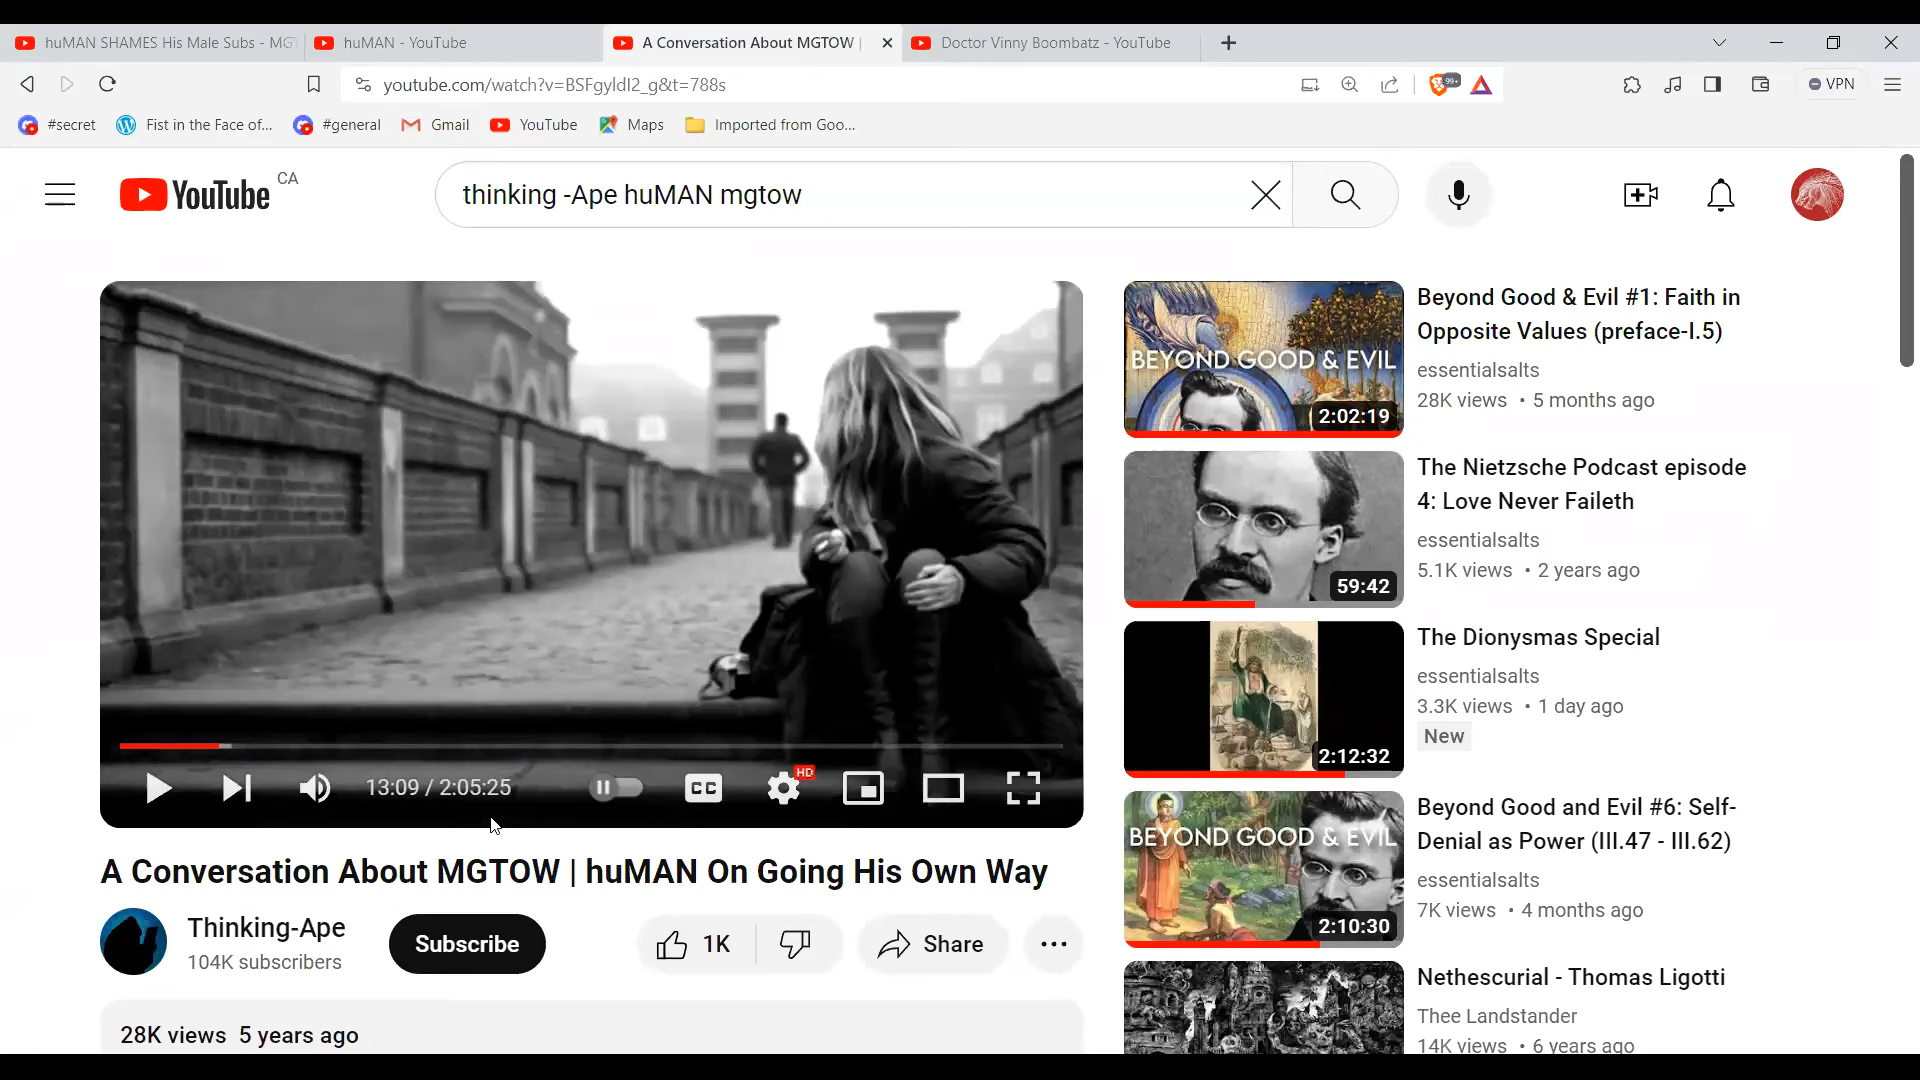 huMAN SHAMES His Male Subs - MGT
huMAN - YouTube
A Conversation About MGTOW |
Doctor Vinny Boombatz - YouTube
youtube.com/watch?v=BSFgyldI2_g&t=788s
99+
VPN
#secret
Fist in the Face of...
#general
Gmail
YouTube
Maps
Imported from Goo...
YouTube CA
thinking -Ape huMAN mgtow
13:09 / 2:05:25
CC
HD
A Conversation About MGTOW | huMAN On Going His Own Way
Thinking-Ape
104K subscribers
Subscribe
1K
Share
28K views 5 years ago
BEYOND GOOD & EVIL
2:02:19
Beyond Good & Evil #1: Faith in
Opposite Values (preface-I.5)
essentialsalts
28K views • 5 months ago
59:42
The Nietzsche Podcast episode
4: Love Never Faileth
essentialsalts
5.1K views • 2 years ago
2:12:32
The Dionysmas Special
essentialsalts
3.3K views • 1 day ago
New
BEYOND GOOD & EVIL
2:10:30
Beyond Good and Evil #6: Self-
Denial as Power (III.47 - III.62)
essentialsalts
7K views • 4 months ago
Nethescurial - Thomas Ligotti
Thee Landstander
14K views • 6 years ago